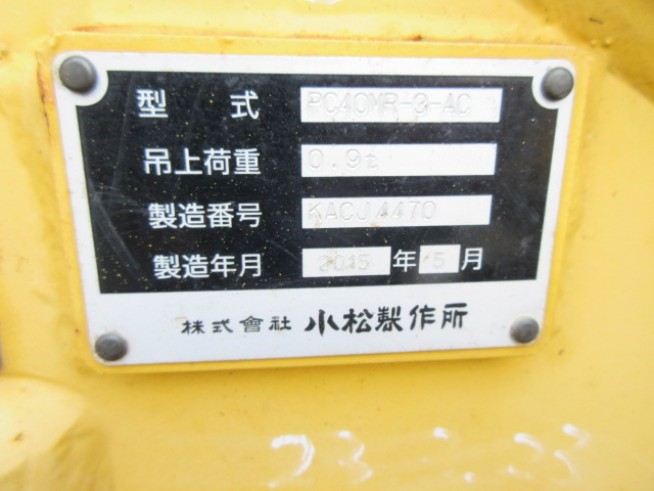 型 式 PC40MR-3-AC
吊上荷重 0.9t
製造番号 KACJ4470
製造年月 2015年 5月
株式會社 小松製作所